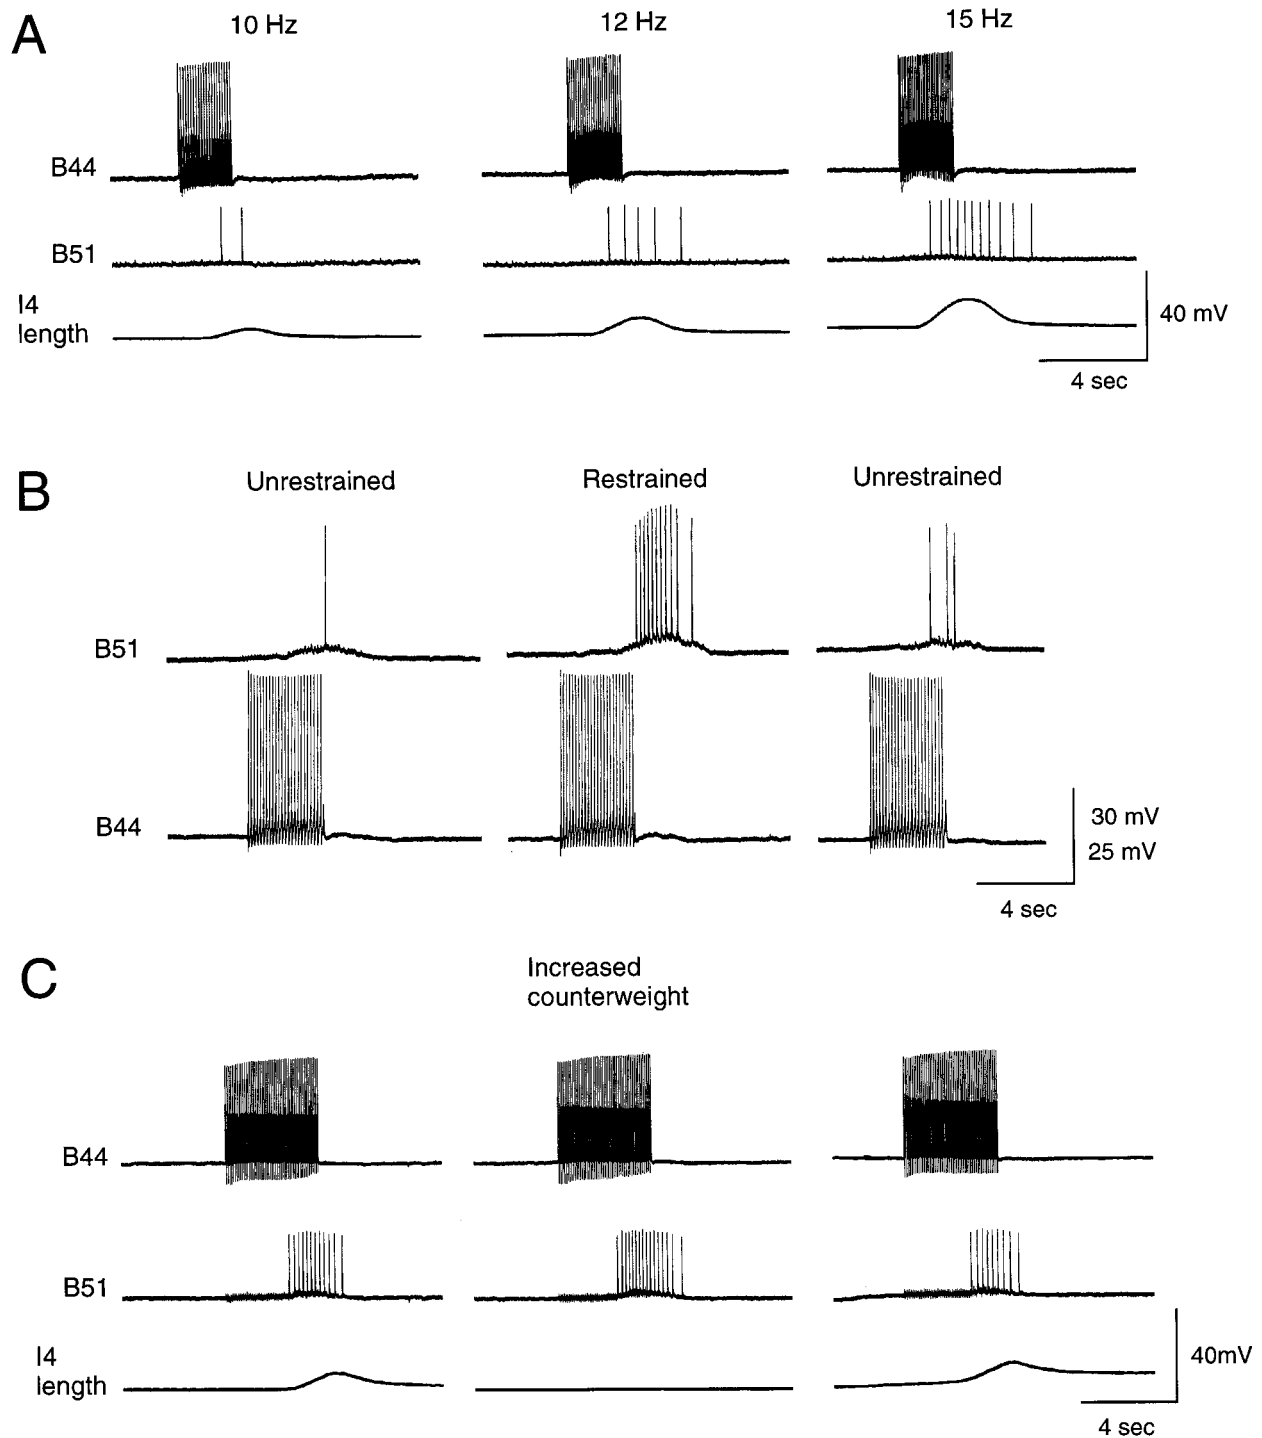 A
10 Hz
12 Hz
15 Hz
B44
B51
I4
length
40 mV
4 sec
B
Unrestrained
Restrained
Unrestrained
B51
B44
30 mV
25 mV
4 sec
C
Increased
counterweight
B44
B51
I4
length
40mV
4 sec